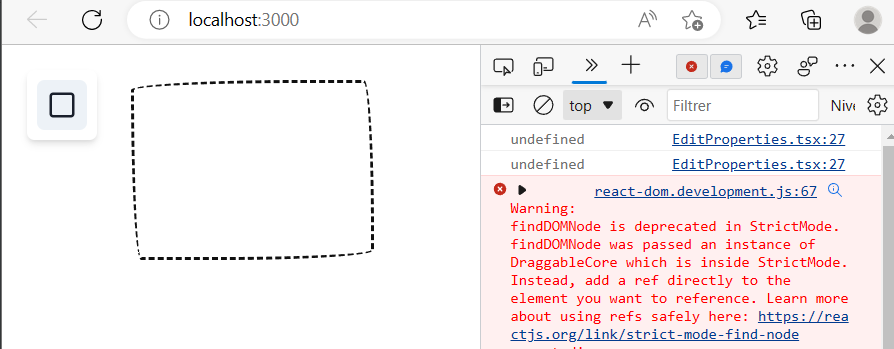 localhost:3000
top
Filtrer
Nive
undefined EditProperties.tsx:27
undefined EditProperties.tsx:27
react-dom.development.js:67
Warning:
findDOMNode is deprecated in StrictMode.
findDOMNode was passed an instance of
DraggableCore which is inside StrictMode.
Instead, add a ref directly to the
element you want to reference. Learn more
about using refs safely here: https://rea
ctjs.org/link/strict-mode-find-node